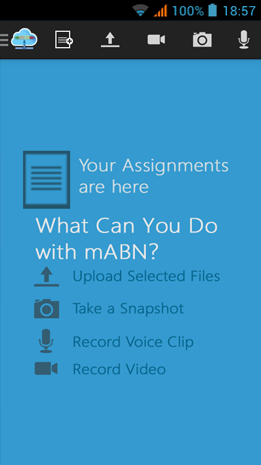 100% 18:57
Your Assignments
are here
What Can You Do
with mABN?
Upload Selected Files
Take a Snapshot
Record Voice Clip
Record Video